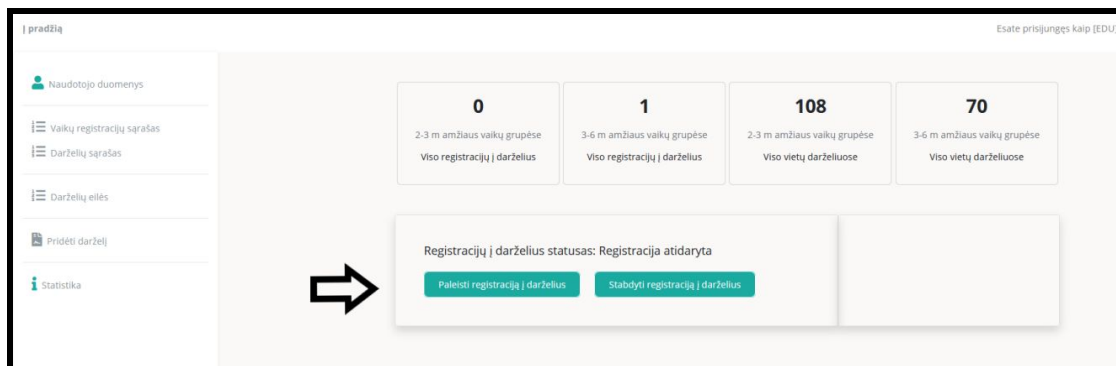 Į pradžią
Esate prisijungęs kaip [EDU]
Naudotojo duomenys
Vaikų registracijų sąrašas
Darželių sąrašas
Darželių eilės
Pridėti darželį
Statistika
0
2-3 m amžiaus vaikų grupėse
Viso registracijų į darželius
1
3-6 m amžiaus vaikų grupėse
Viso registracijų į darželius
108
2-3 m amžiaus vaikų grupėse
Viso vietų darželiuose
70
3-6 m amžiaus vaikų grupėse
Viso vietų darželiuose
Registracijų į darželius statusas: Registracija atidaryta
Paleisti registraciją į darželius
Stabdyti registraciją į darželius